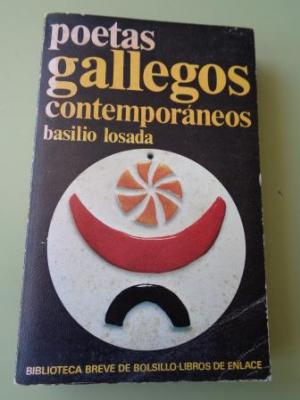 poetas
gallegos
contemporáneos
basilio losada
BIBLIOTECA BREVE DE BOLSILLO-LIBROS DE ENLACE